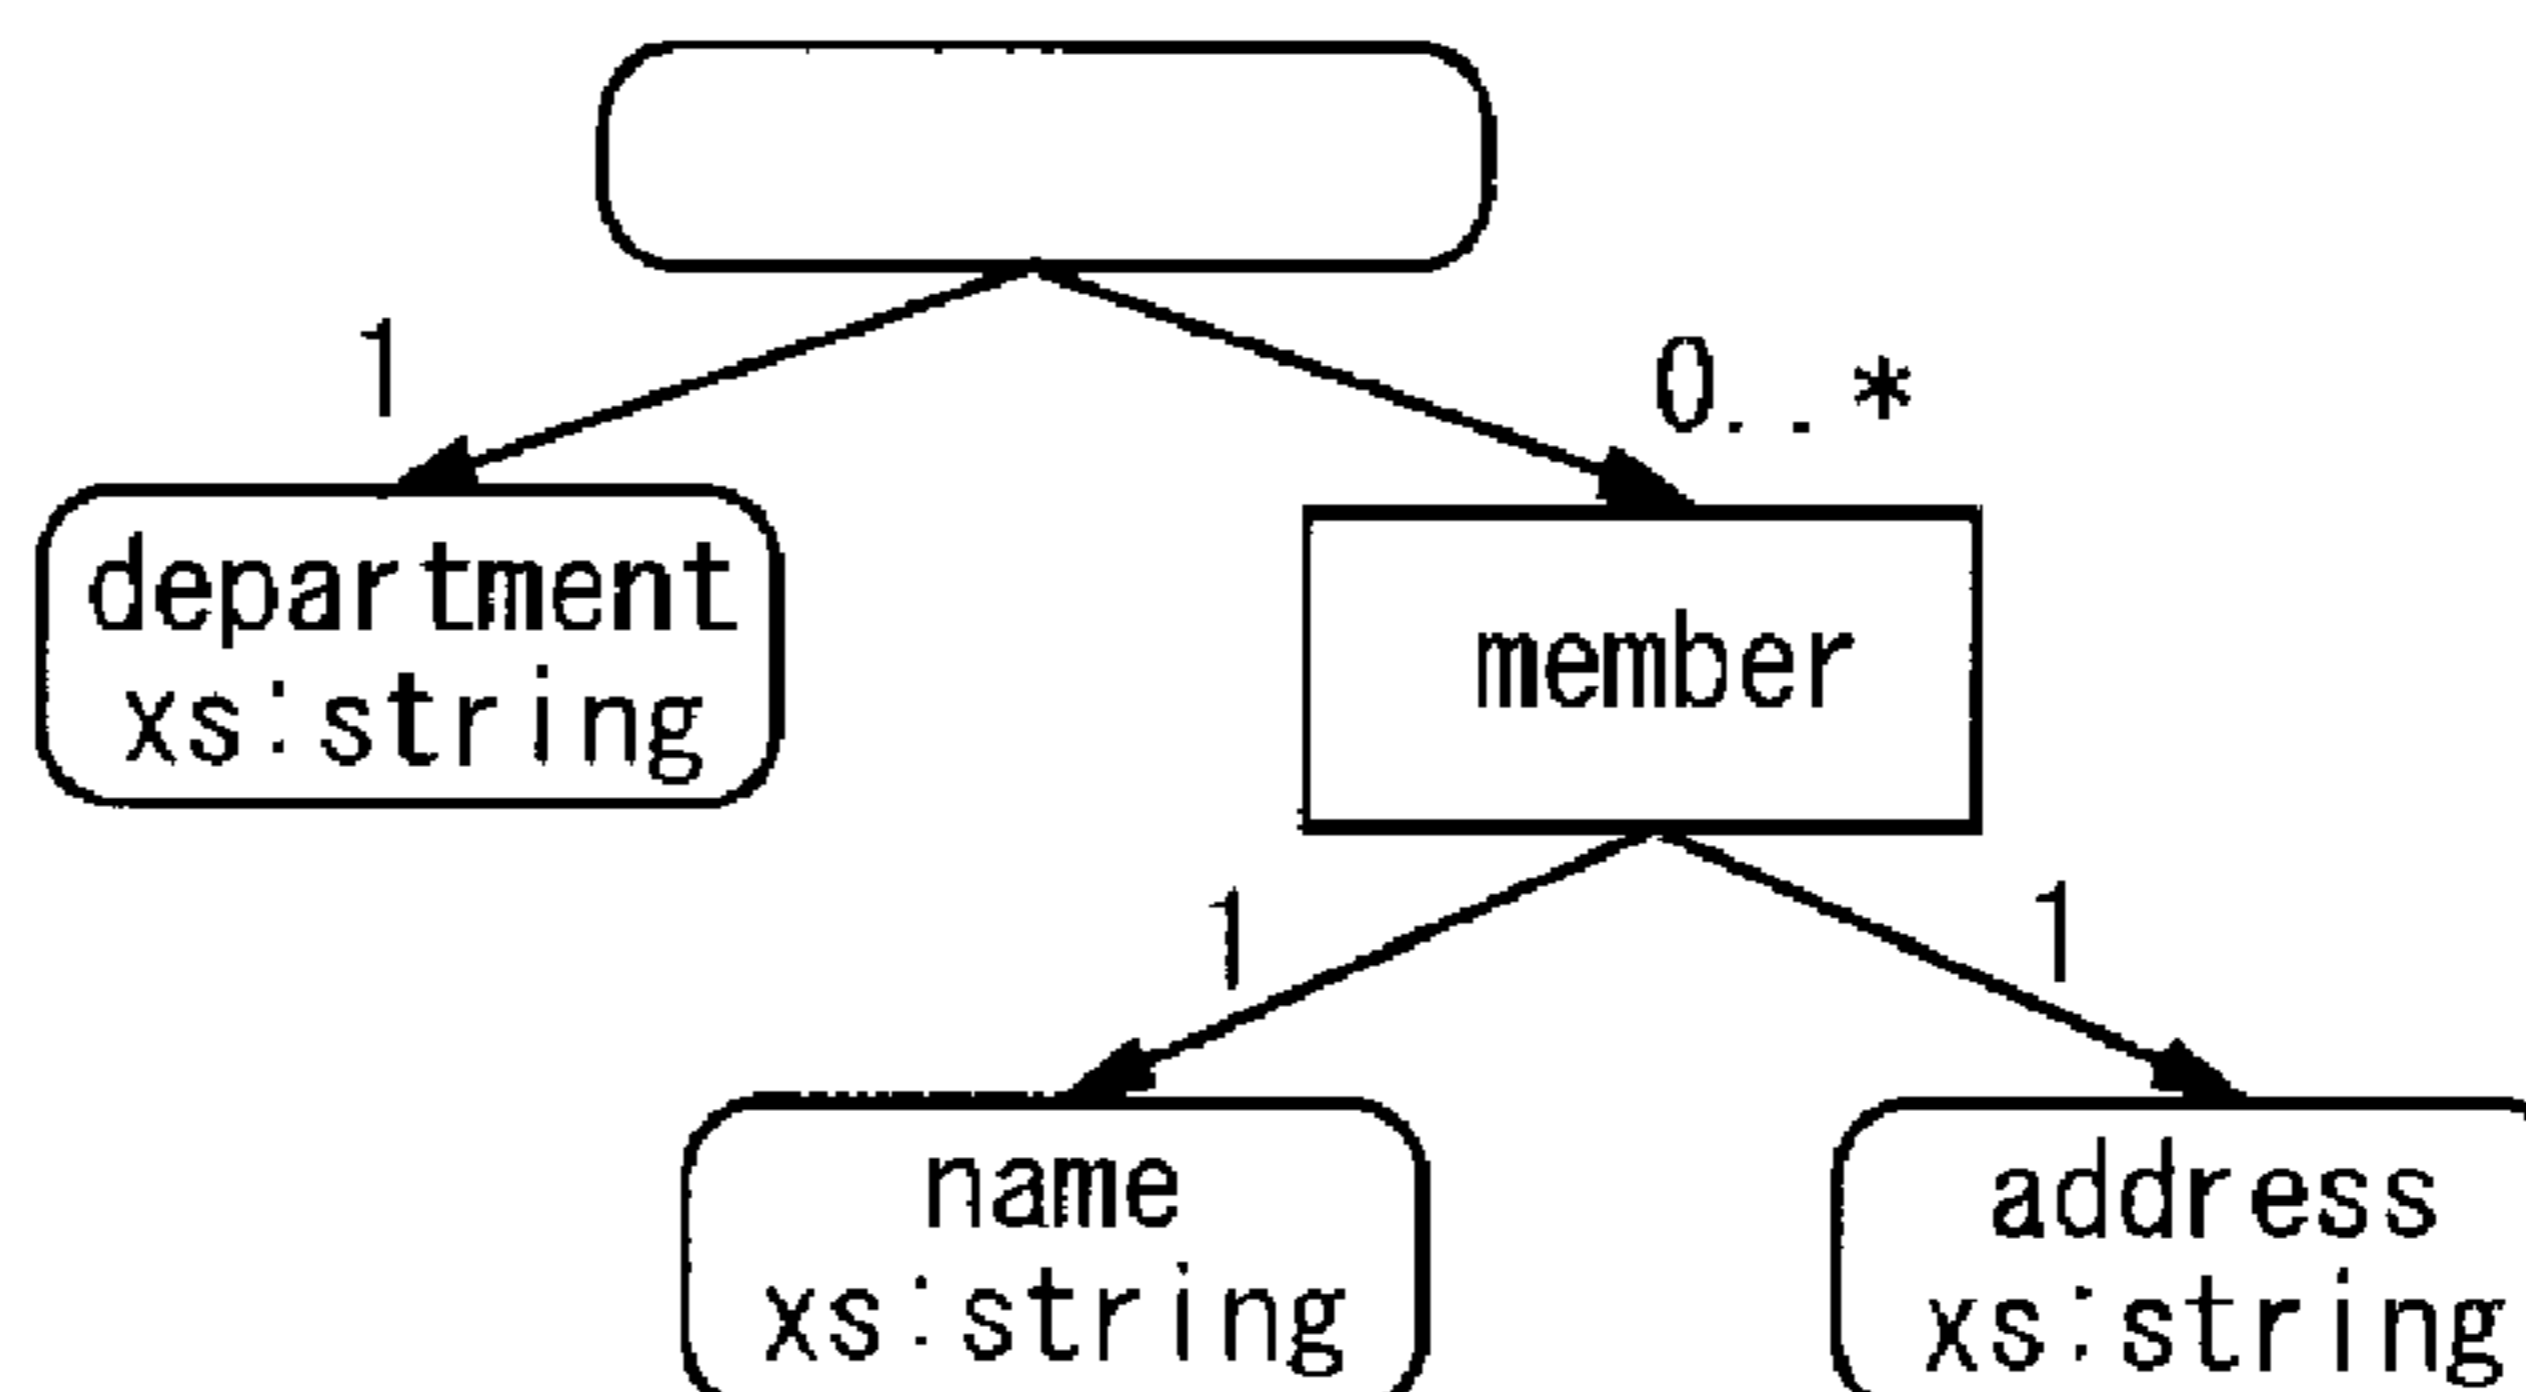 1
0..*
department
xs:string
member
1
1
name
xs:string
address
xs:string